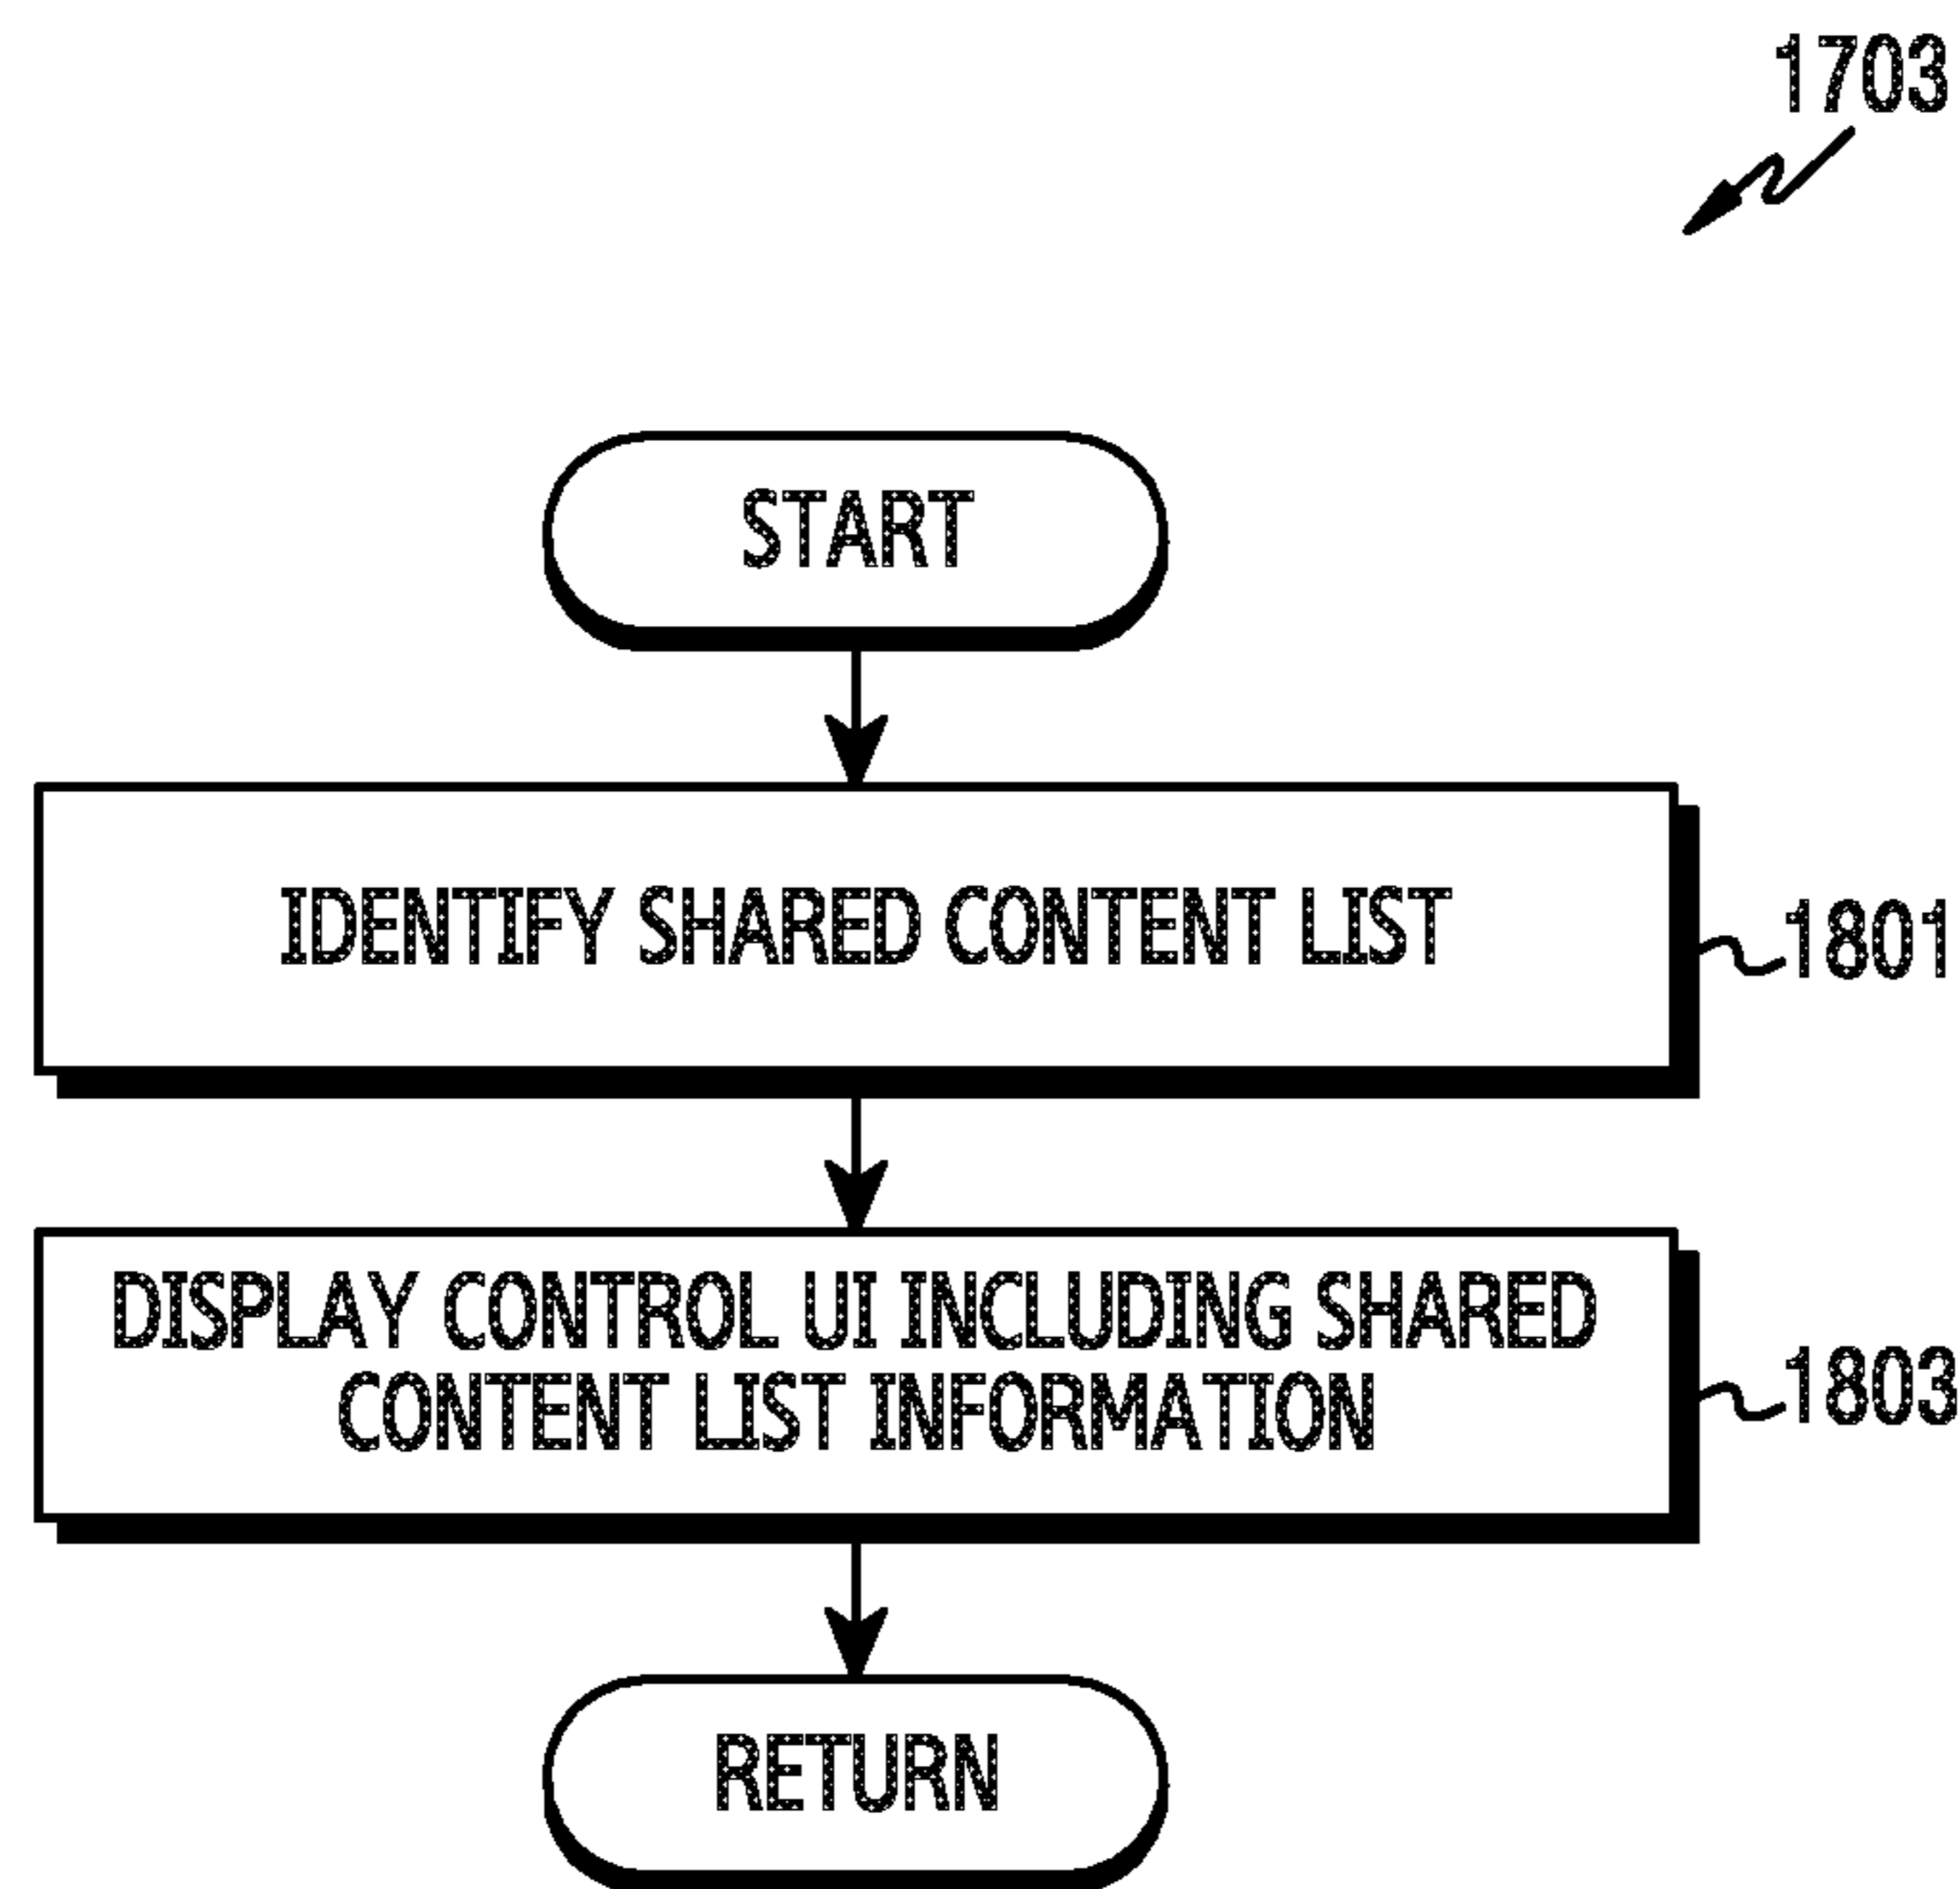 1703
START
IDENTIFY SHARED CONTENT LIST
1801
DISPLAY CONTROL UI INCLUDING SHARED
CONTENT LIST INFORMATION
1803
RETURN